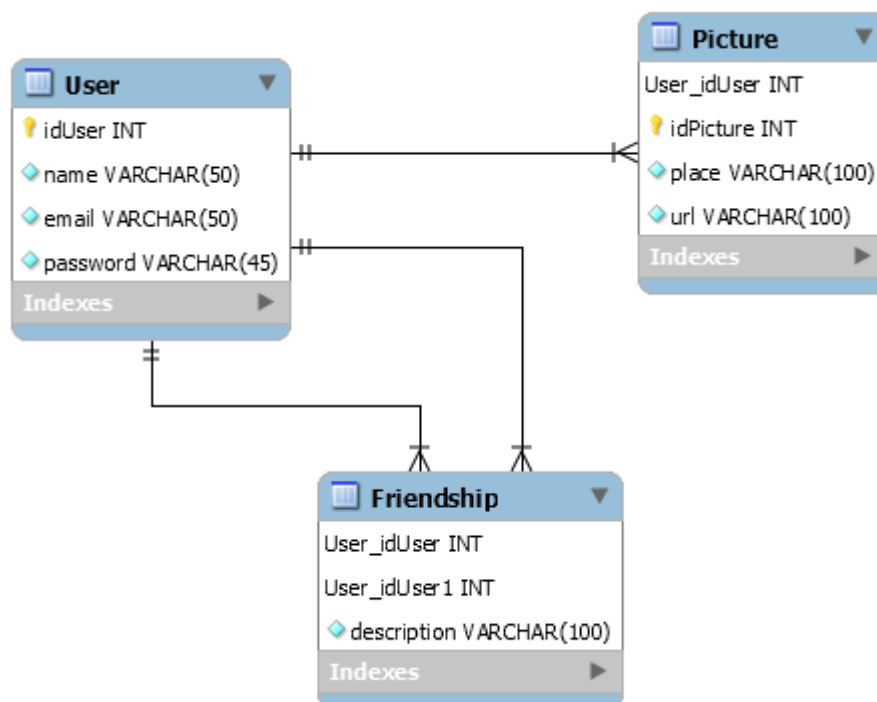 User
idUser INT
name VARCHAR(50)
email VARCHAR(50)
password VARCHAR(45)
Indexes
Picture
User_idUser INT
idPicture INT
place VARCHAR(100)
url VARCHAR(100)
Indexes
Friendship
User_idUser INT
User_idUser1 INT
description VARCHAR(100)
Indexes